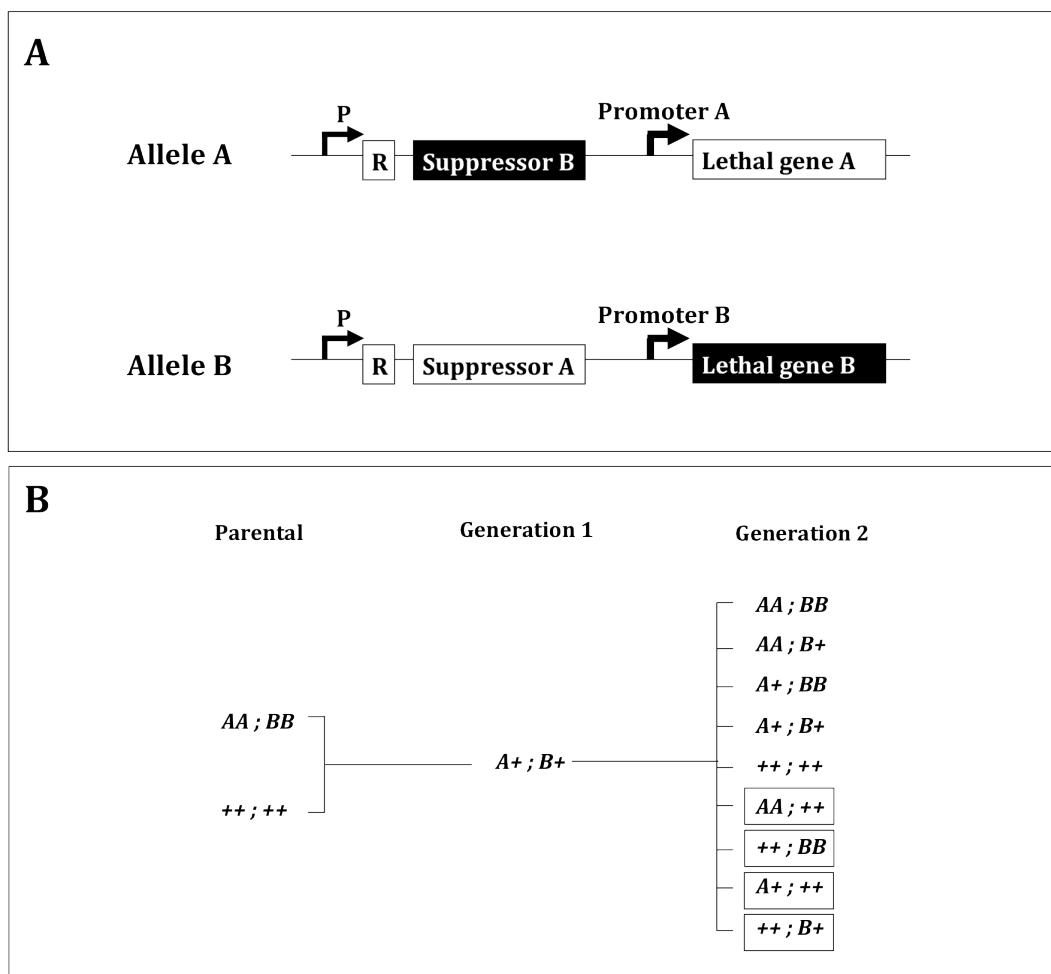 A
P
Promoter A
Allele A
R
Suppressor B
Lethal gene A
P
Promoter B
Allele B
R
Suppressor A
Lethal gene B
B
Parental
Generation 1
Generation 2
AA ; BB
++ ; ++
A+ ; B+
AA ; BB
AA ; B+
A+ ; BB
A+ ; B+
++ ; ++
AA ; ++
++ ; BB
A+ ; ++
++ ; B+